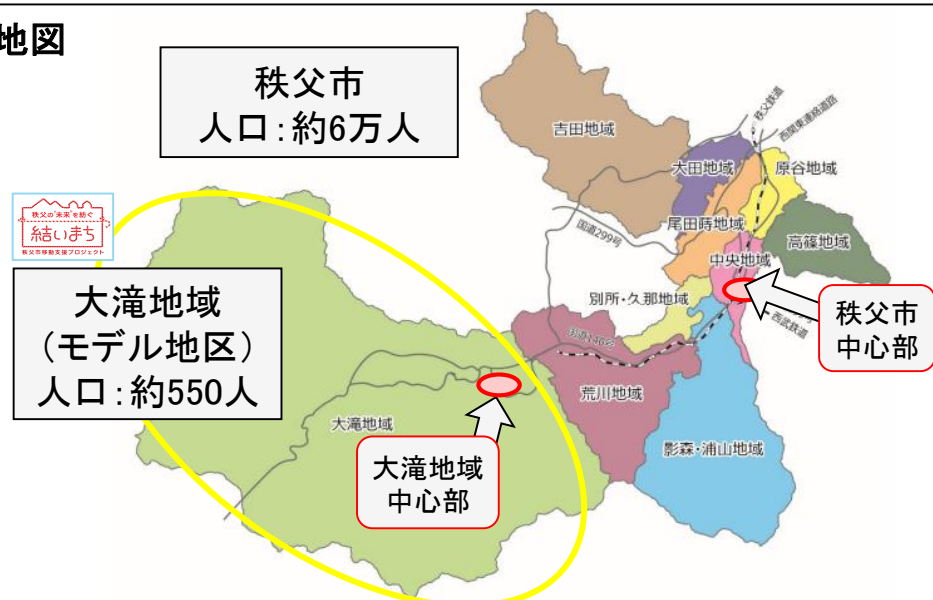 地図
秩父市
人口：約6万人
秩父の“未来”を紡ぐ
結いまち
秩父市移動支援プロジェクト
大滝地域
（モデル地区）
人口：約550人
吉田地域
大田地域
秩父鉄道
西関東連絡道路
原谷地域
尾田蒔地域
国道299号
高篠地域
中央地域
別所・久那地域
秩父市
中心部
西武鉄道
国道140号
荒川地域
大滝地域
影森・浦山地域
大滝地域
中心部